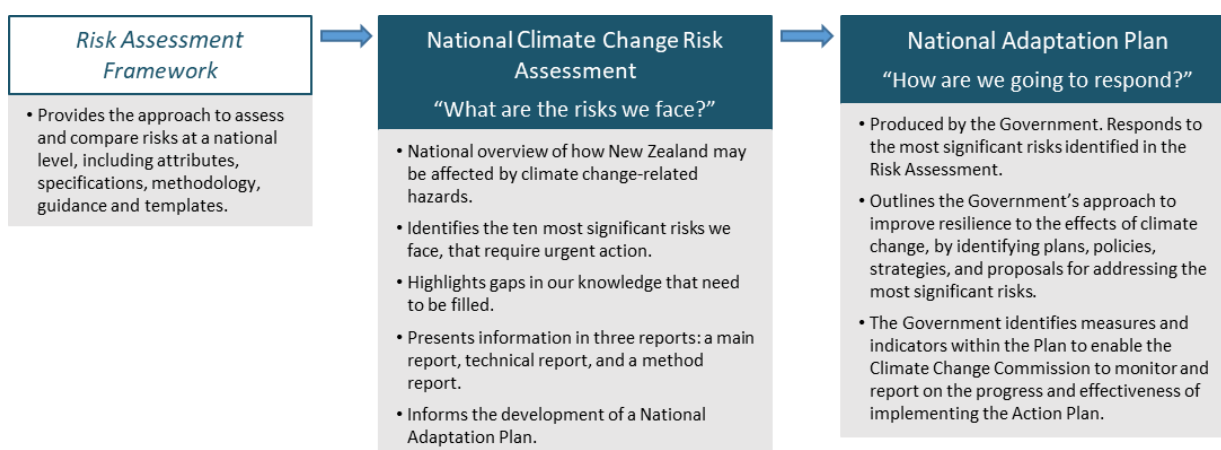 Risk Assessment
Framework
• Provides the approach to assess
and compare risks at a national
level, including attributes,
specifications, methodology,
guidance and templates.
National Climate Change Risk
Assessment
“What are the risks we face?”
• National overview of how New Zealand may
be affected by climate change-related
hazards.
• Identifies the ten most significant risks we
face, that require urgent action.
• Highlights gaps in our knowledge that need
to be filled.
• Presents information in three reports: a main
report, technical report, and a method
report.
• Informs the development of a National
Adaptation Plan.
National Adaptation Plan
“How are we going to respond?”
• Produced by the Government. Responds to
the most significant risks identified in the
Risk Assessment.
• Outlines the Government’s approach to
improve resilience to the effects of climate
change, by identifying plans, policies,
strategies, and proposals for addressing the
most significant risks.
• The Government identifies measures and
indicators within the Plan to enable the
Climate Change Commission to monitor and
report on the progress and effectiveness of
implementing the Action Plan.